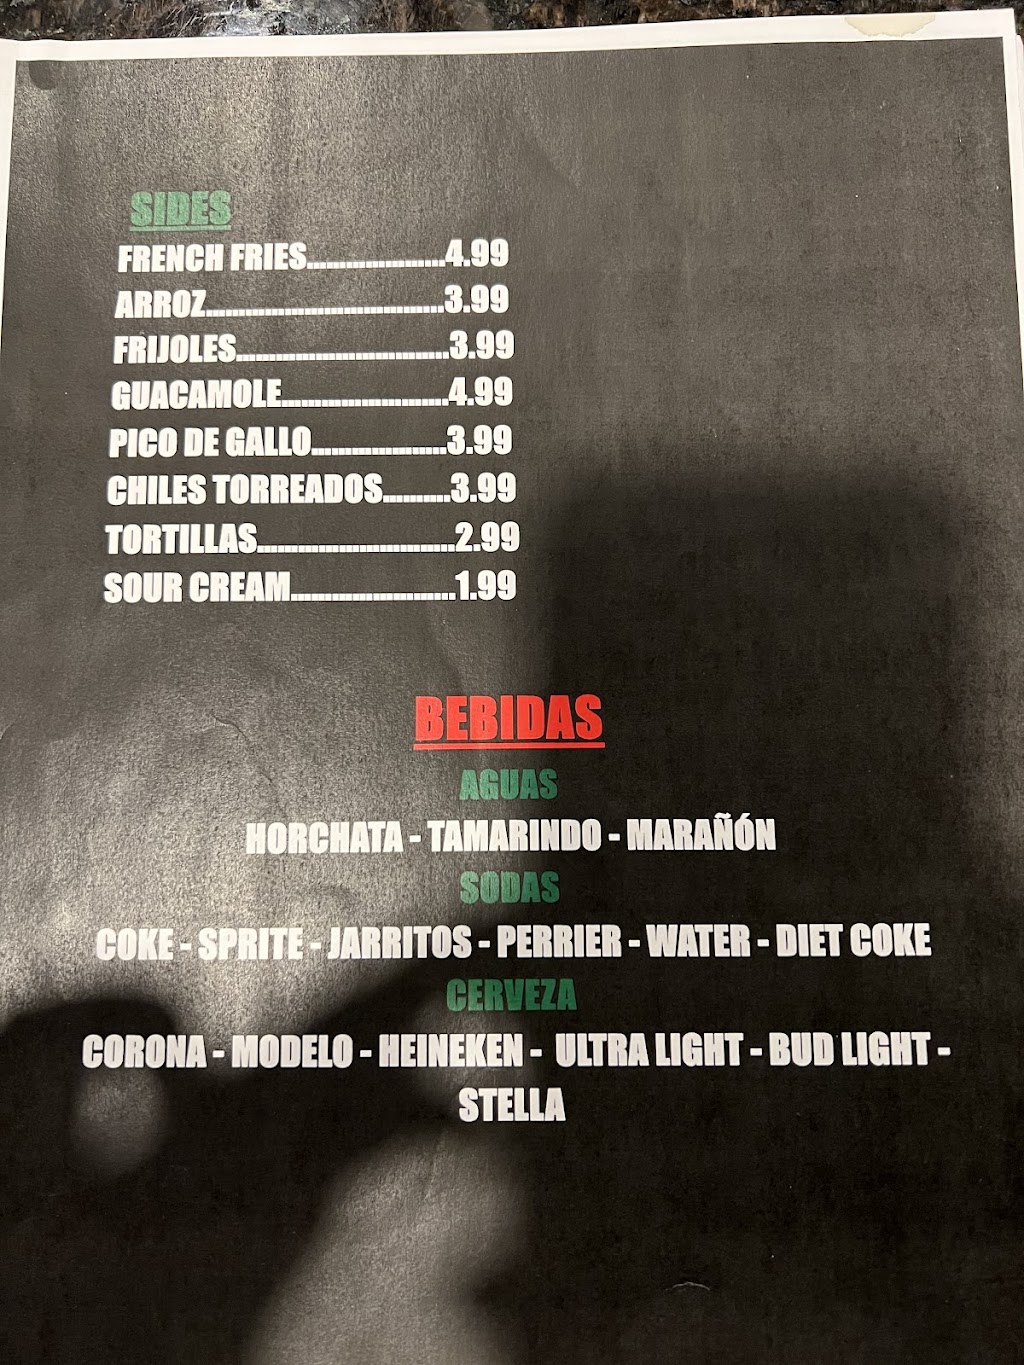 SIDES
FRENCH FRIES.....................4.99
ARROZ....................................3.99
FRIJOLES................................3.99
GUACAMOLE.........................4.99
PICO DE GALLO....................3.99
CHILES TORREADOS..........3.99
TORTILLAS.............................2.99
SOUR CREAM........................1.99
BEBIDAS
AGUAS
HORCHATA - TAMARINDO - MARAÑÓN
SODAS
COKE - SPRITE - JARRITOS - PERRIER - WATER - DIET COKE
CERVEZA
CORONA - MODELO - HEINEKEN - ULTRA LIGHT - BUD LIGHT -
STELLA